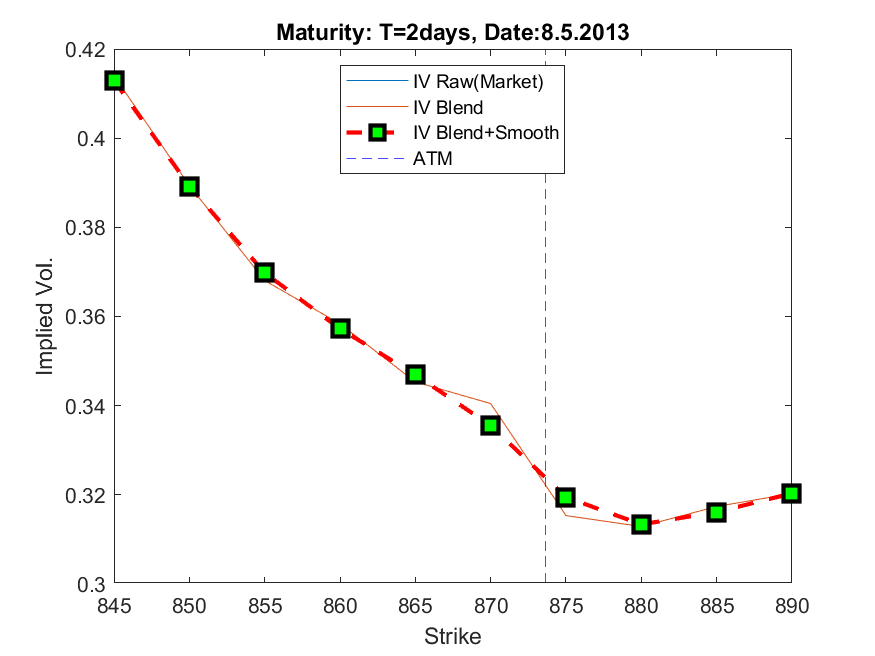 Maturity: T=2days, Date:8.5.2013
0.42
0.4
0.38
0.36
0.34
0.32
0.3
Implied Vol.
IV Raw(Market)
IV Blend
IV Blend+Smooth
ATM
845 850 855 860 865 870 875 880 885 890
Strike